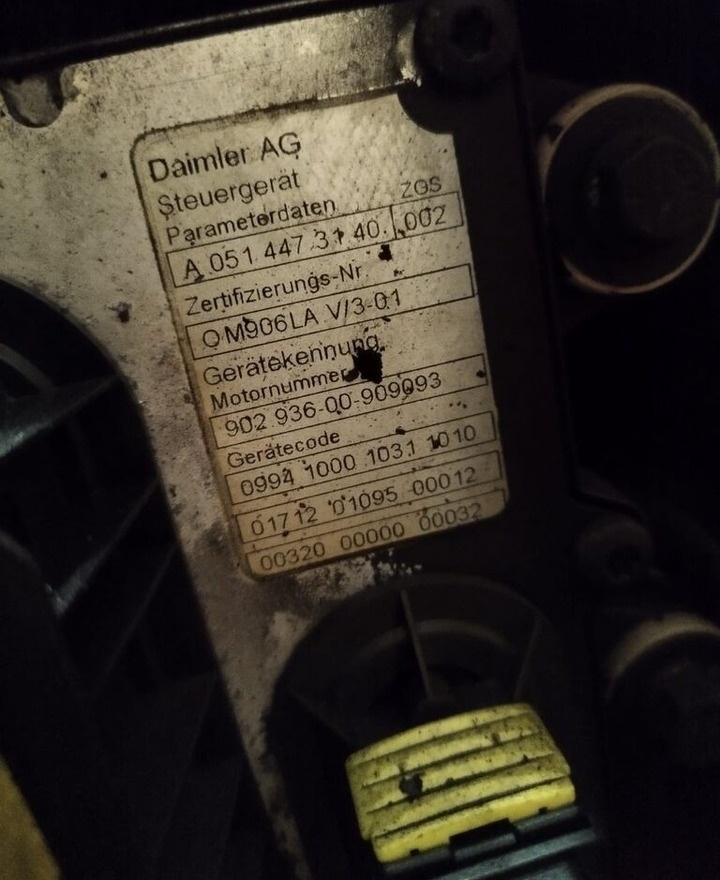 Daimler AG
Steuergerät
Parameterdaten ZGS
A 051 447 31 40 002
Zertifizierungs-Nr
OM906LA V/3-01
Gerätekennung
Motornummer
902 936-00-909093
Gerätecode
0994 1000 1031 1010
01712 01095 00012
00320 00000 00032